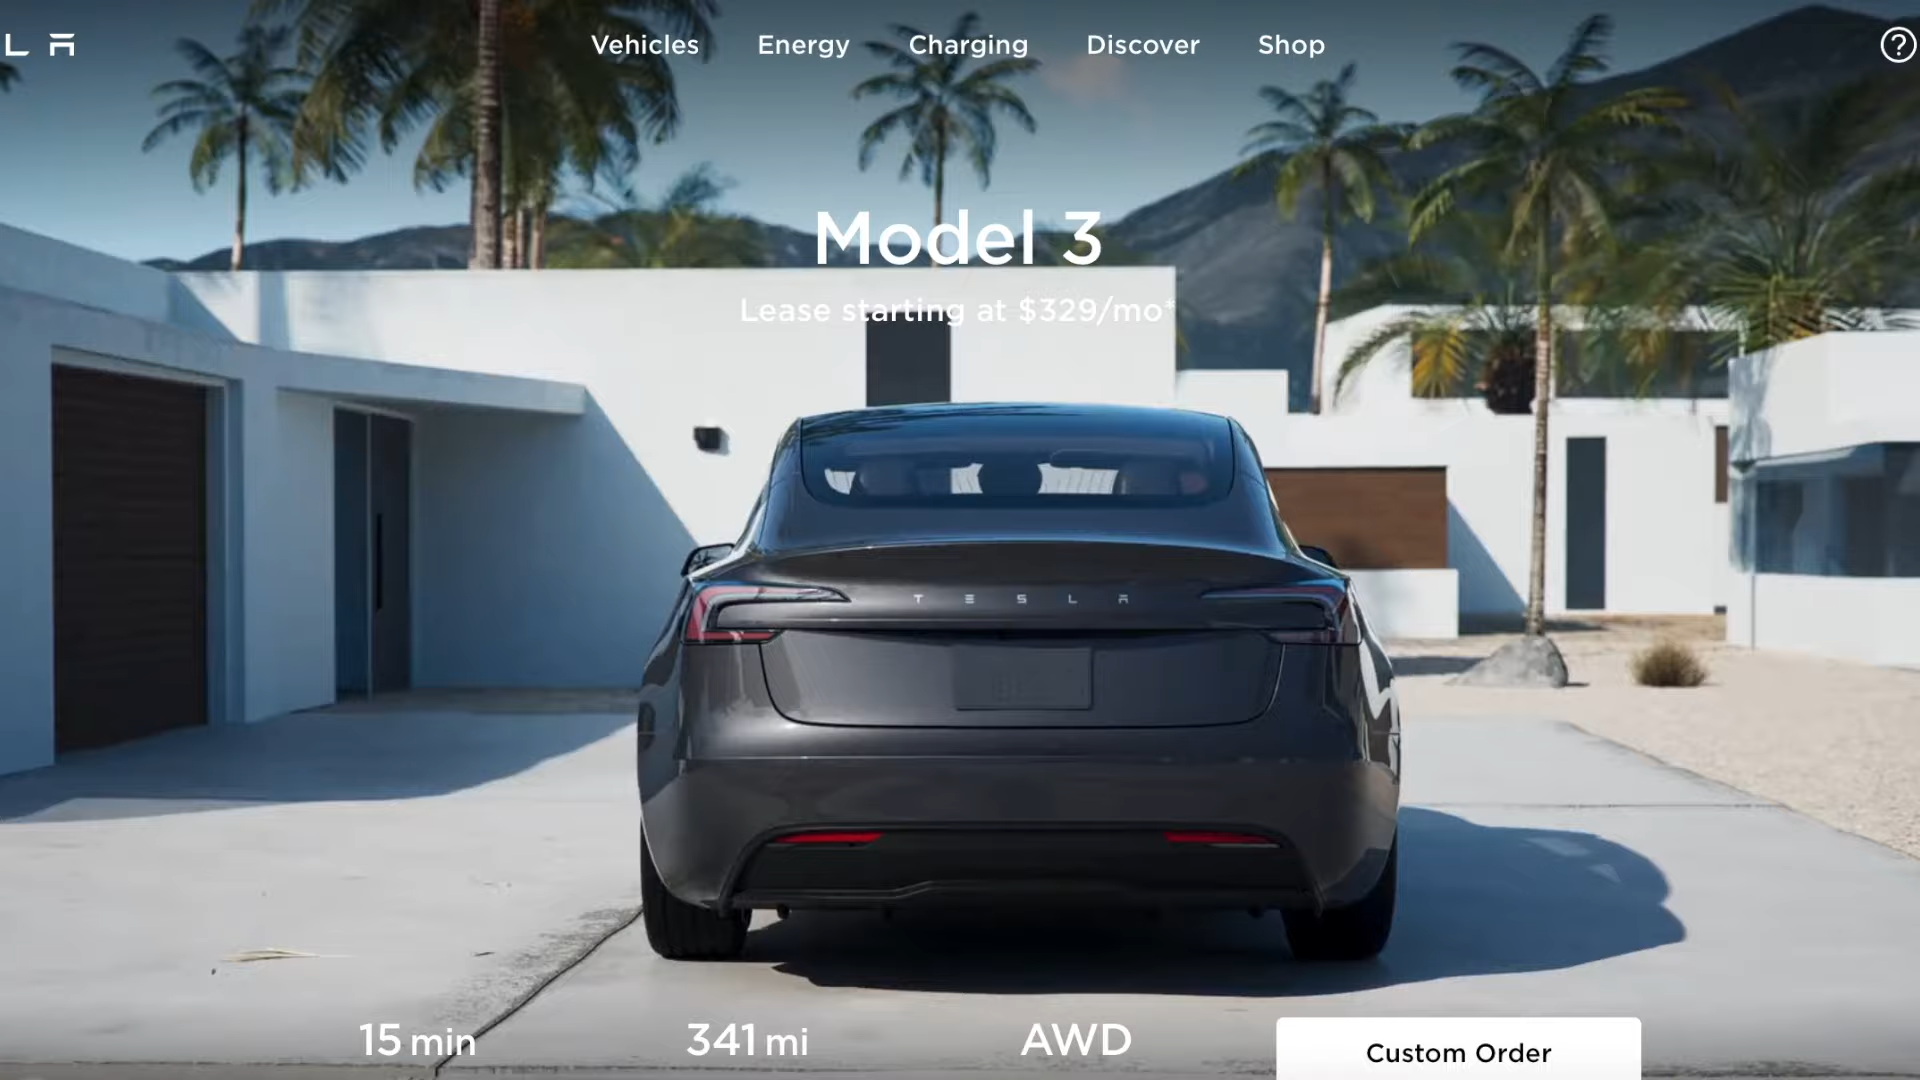 L A
Vehicles Energy Charging Discover Shop ?
Model 3
Lease starting at $329/mo*
TESLA
15 min 341 mi AWD Custom Order